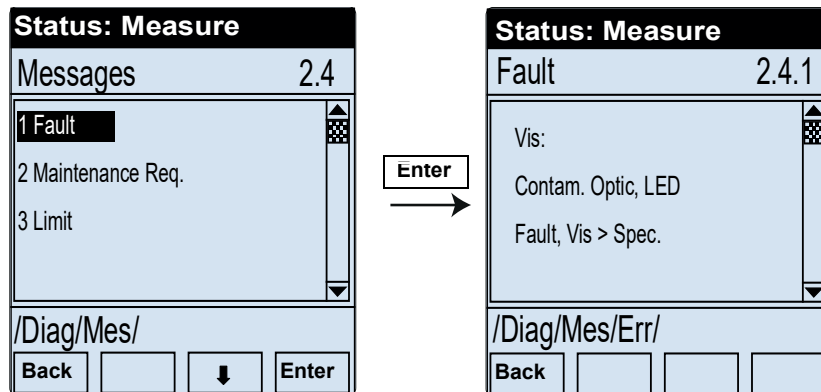 Status: Measure
Messages 2.4
1 Fault
2 Maintenance Req.
3 Limit
/Diag/Mes/
Back
Enter
Enter
Status: Measure
Fault 2.4.1
Vis:
Contam. Optic, LED
Fault, Vis > Spec.
/Diag/Mes/Err/
Back